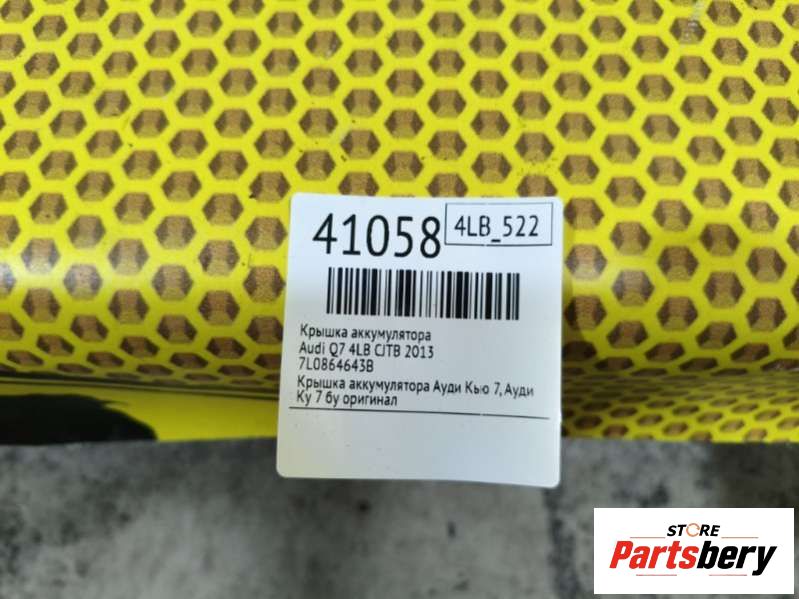 41058
4LB_522
Крышка аккумулятора
Audi Q7 4LB CJTB 2013
7L0864643B
Крышка аккумулятора Ауди Кью 7, Ауди
Ку 7 бу оригинал
STORE
Partsbery